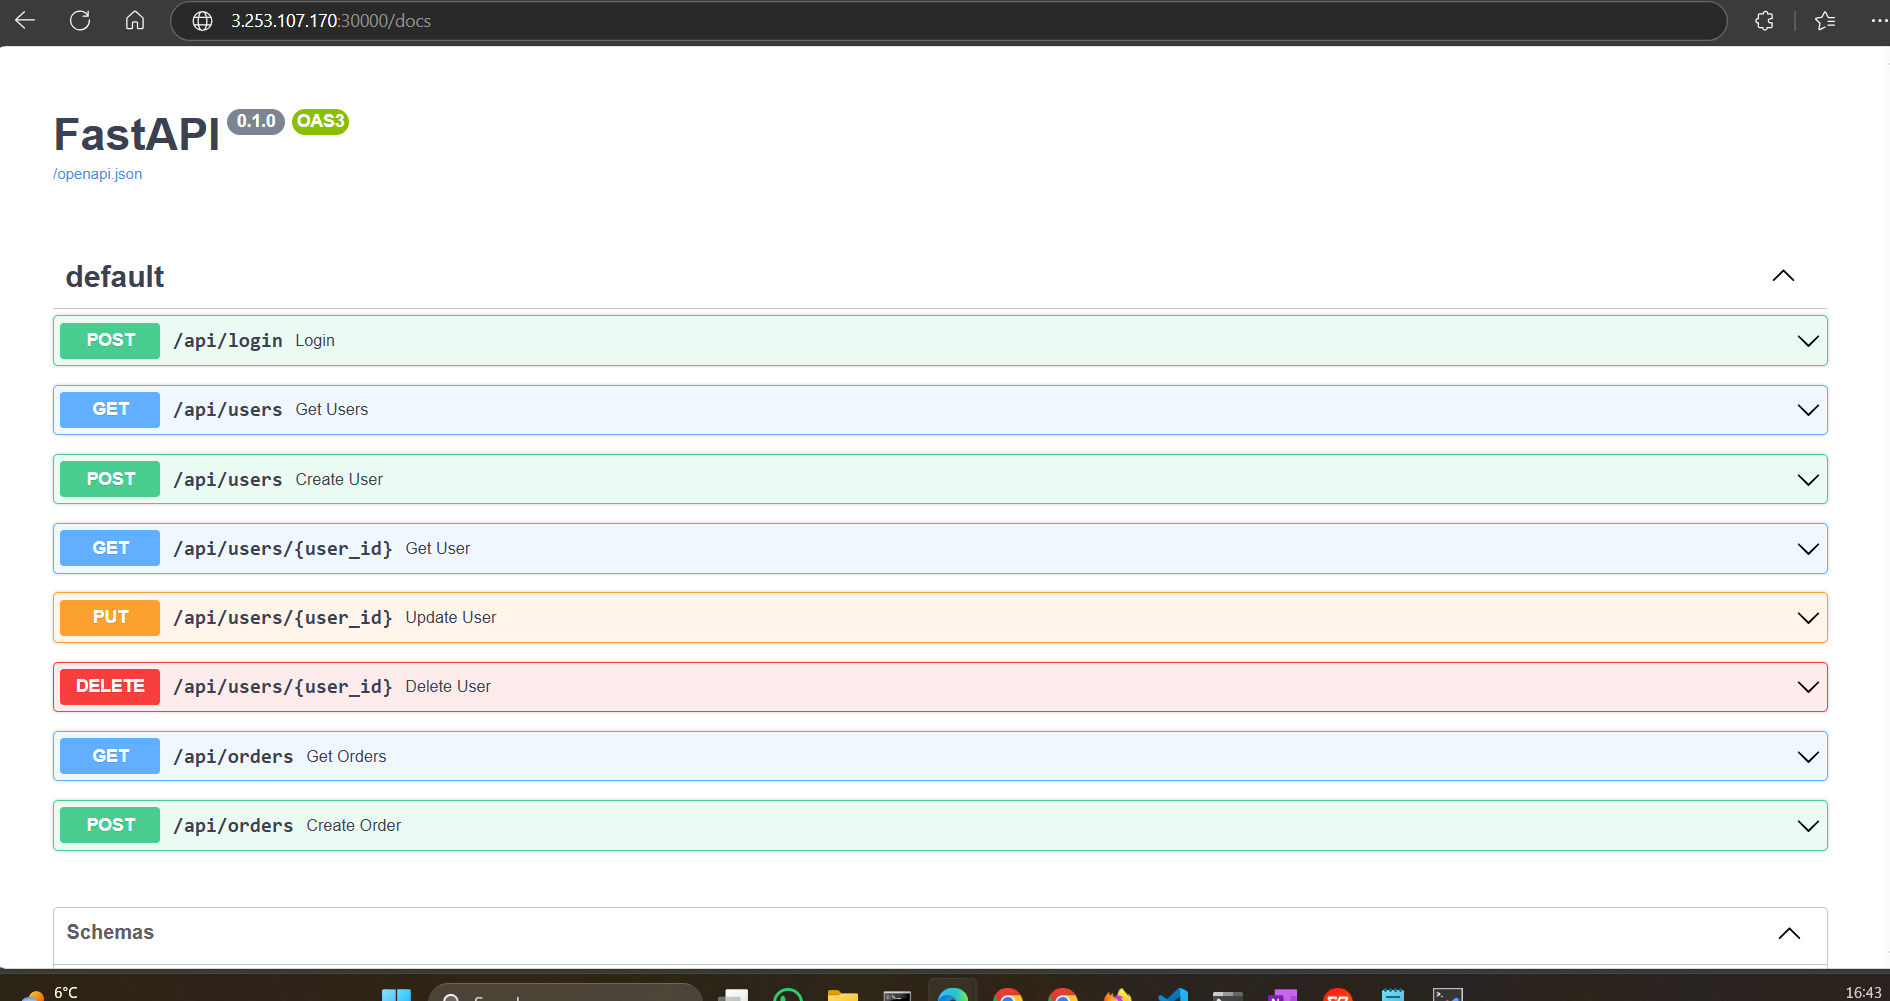 3.253.107.170:30000/docs
FastAPI 0.1.0 OAS3
/openapi.json
default
POST /api/login Login
GET /api/users Get Users
POST /api/users Create User
GET /api/users/{user_id} Get User
PUT /api/users/{user_id} Update User
DELETE /api/users/{user_id} Delete User
GET /api/orders Get Orders
POST /api/orders Create Order
Schemas
6°C
16:43